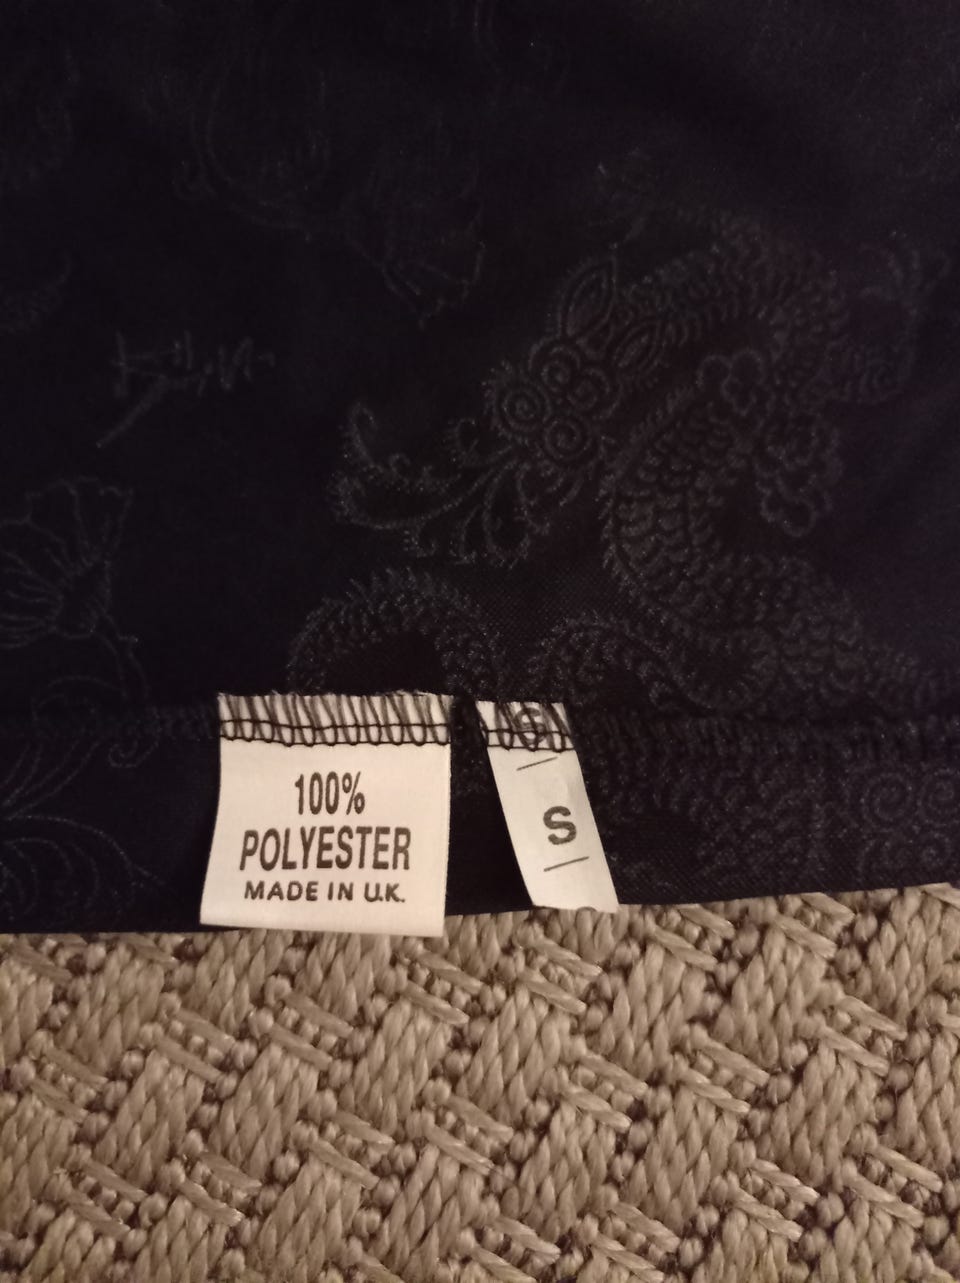 100%
POLYESTER
MADE IN U.K.
S
S